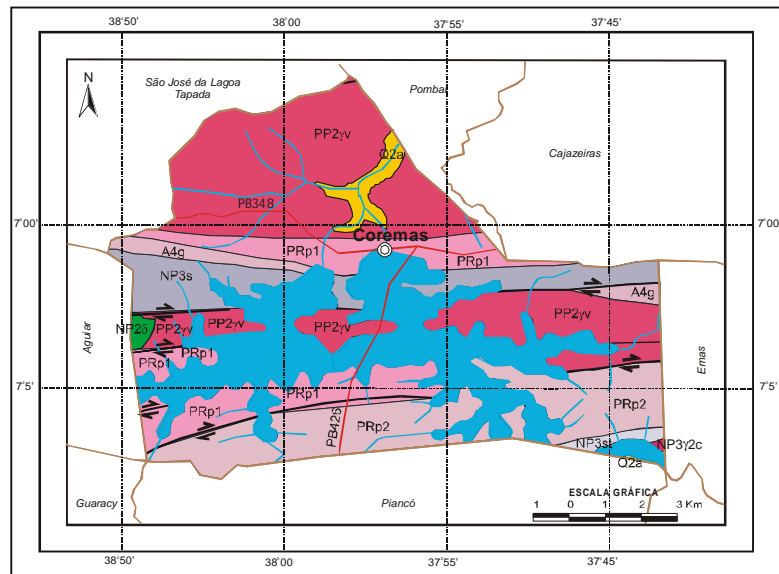 38°50' 38°00' 37°55' 37°45'
N
São José da Lagoa
Tapada
Pombal
PP2γv
Q2a
Cajazeiras
PB348
7°00' 7°00'
Coremas
A4g
PRp1
PRp1
NP3s
A4g
NP2δ
PP2γv
PP2γv
PP2γv
PP2γv
Aguiar
PRp1
PRp1
Emas
7°5' 7°5'
PRp1
PRp1
PRp2
PRp2
PB426
NP3st
NP3γ2c
Q2a
Guaracy
Piancó
ESCALA GRÁFICA
1 0 1 2 3 Km
38°50' 38°00' 37°55' 37°45'